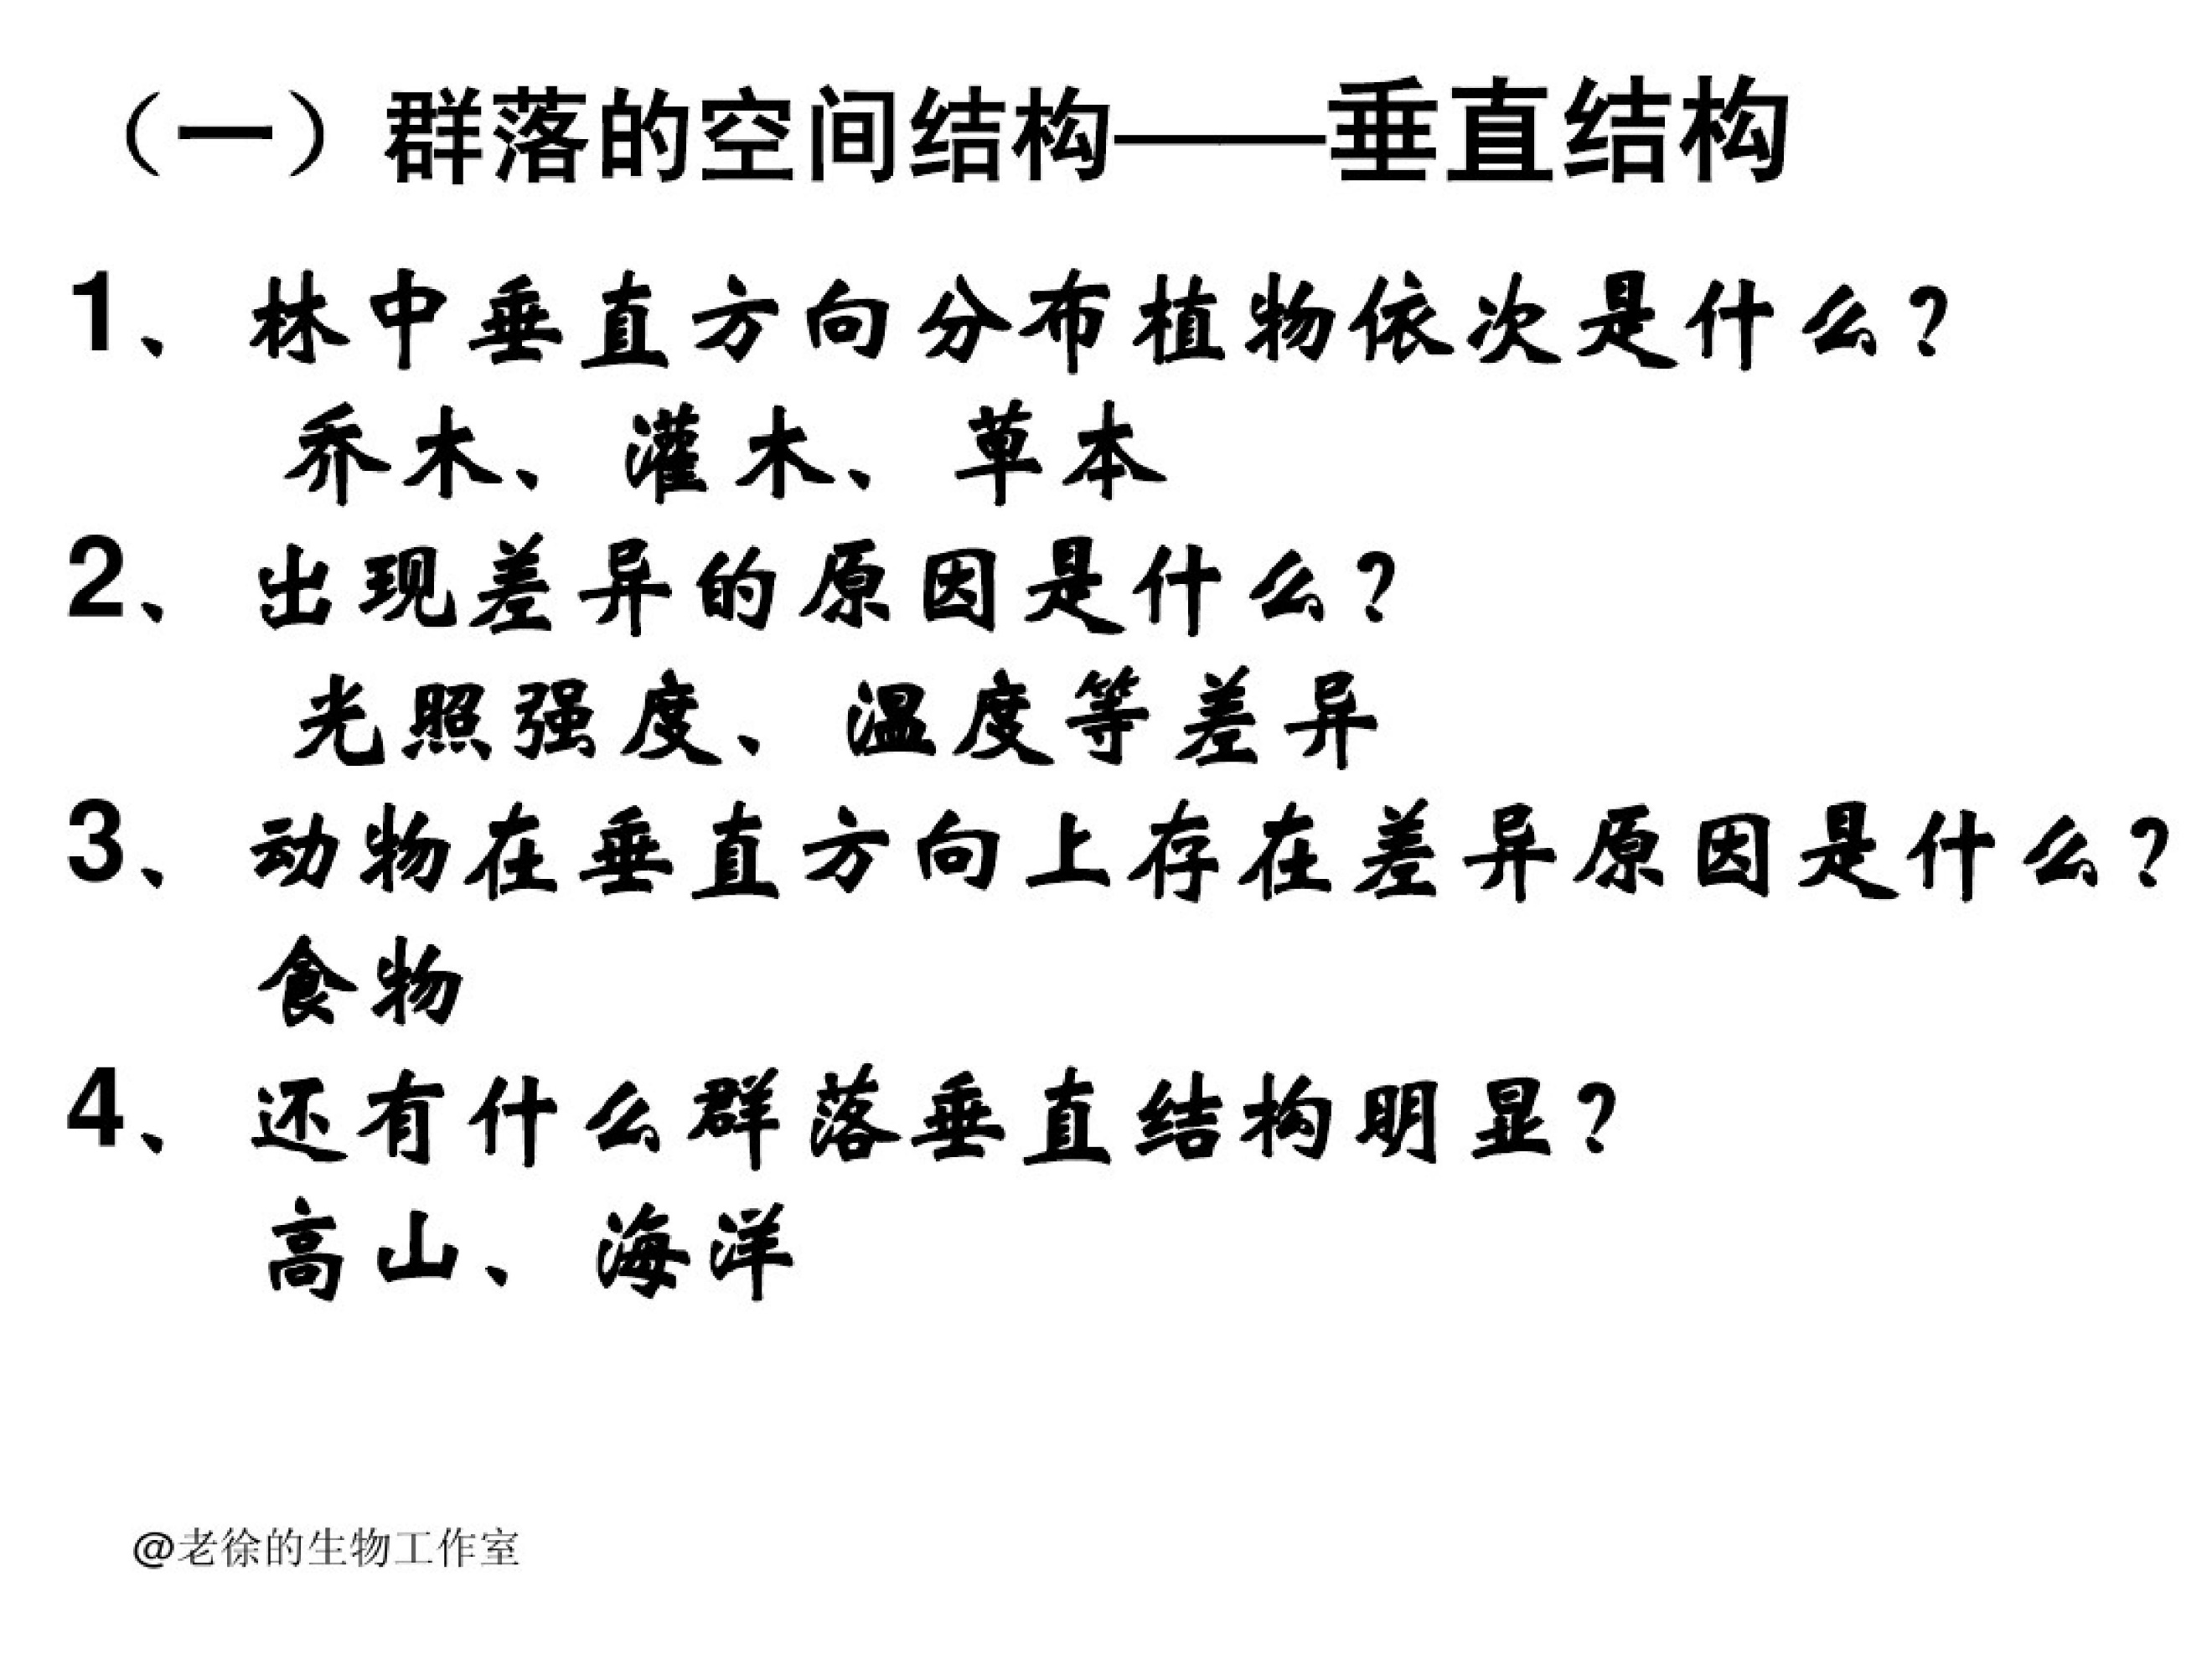 （一）群落的空间结构——垂直结构
1、林中垂直方向分布植物依次是什么？
乔木、灌木、草本
2、出现差异的原因是什么？
光照强度、温度等差异
3、动物在垂直方向上存在差异原因是什么？
食物
4、还有什么群落垂直结构明显？
高山、海洋
@老徐的生物工作室